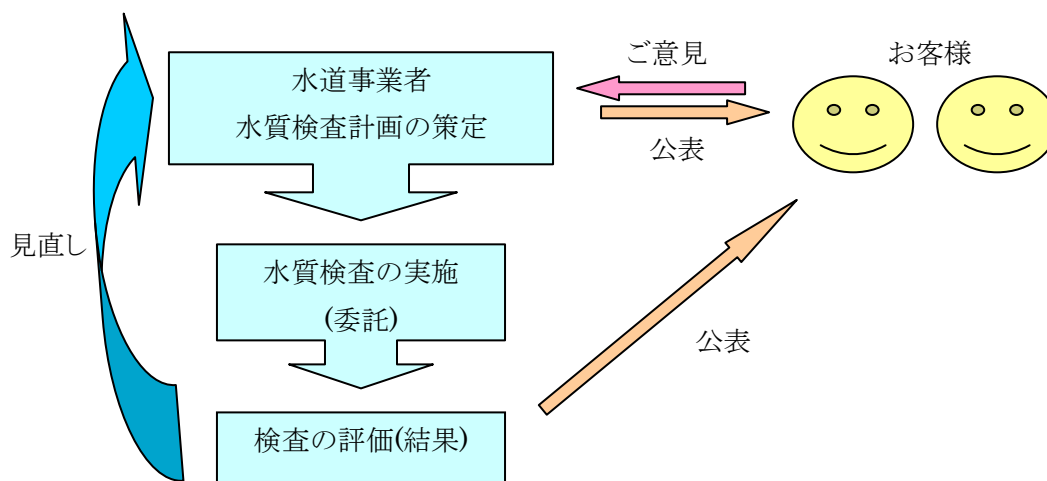 ご意見
お客様
水道事業者
水質検査計画の策定
公表
見直し
水質検査の実施
(委託)
公表
検査の評価(結果)